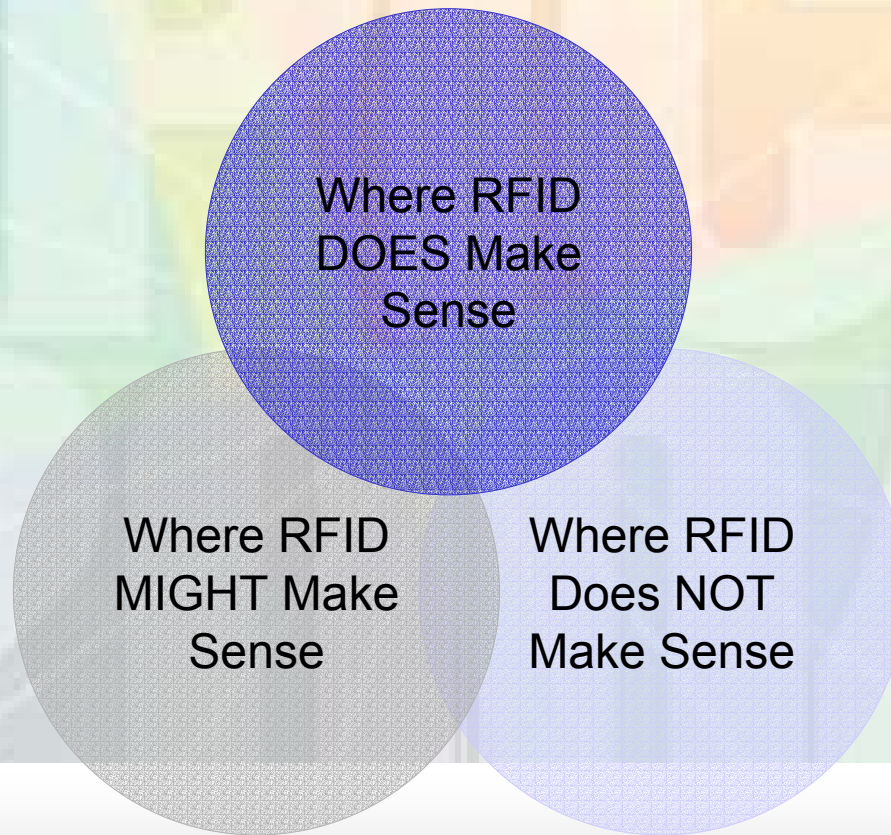 Where RFID
DOES Make
Sense
Where RFID
MIGHT Make
Sense
Where RFID
Does NOT
Make Sense